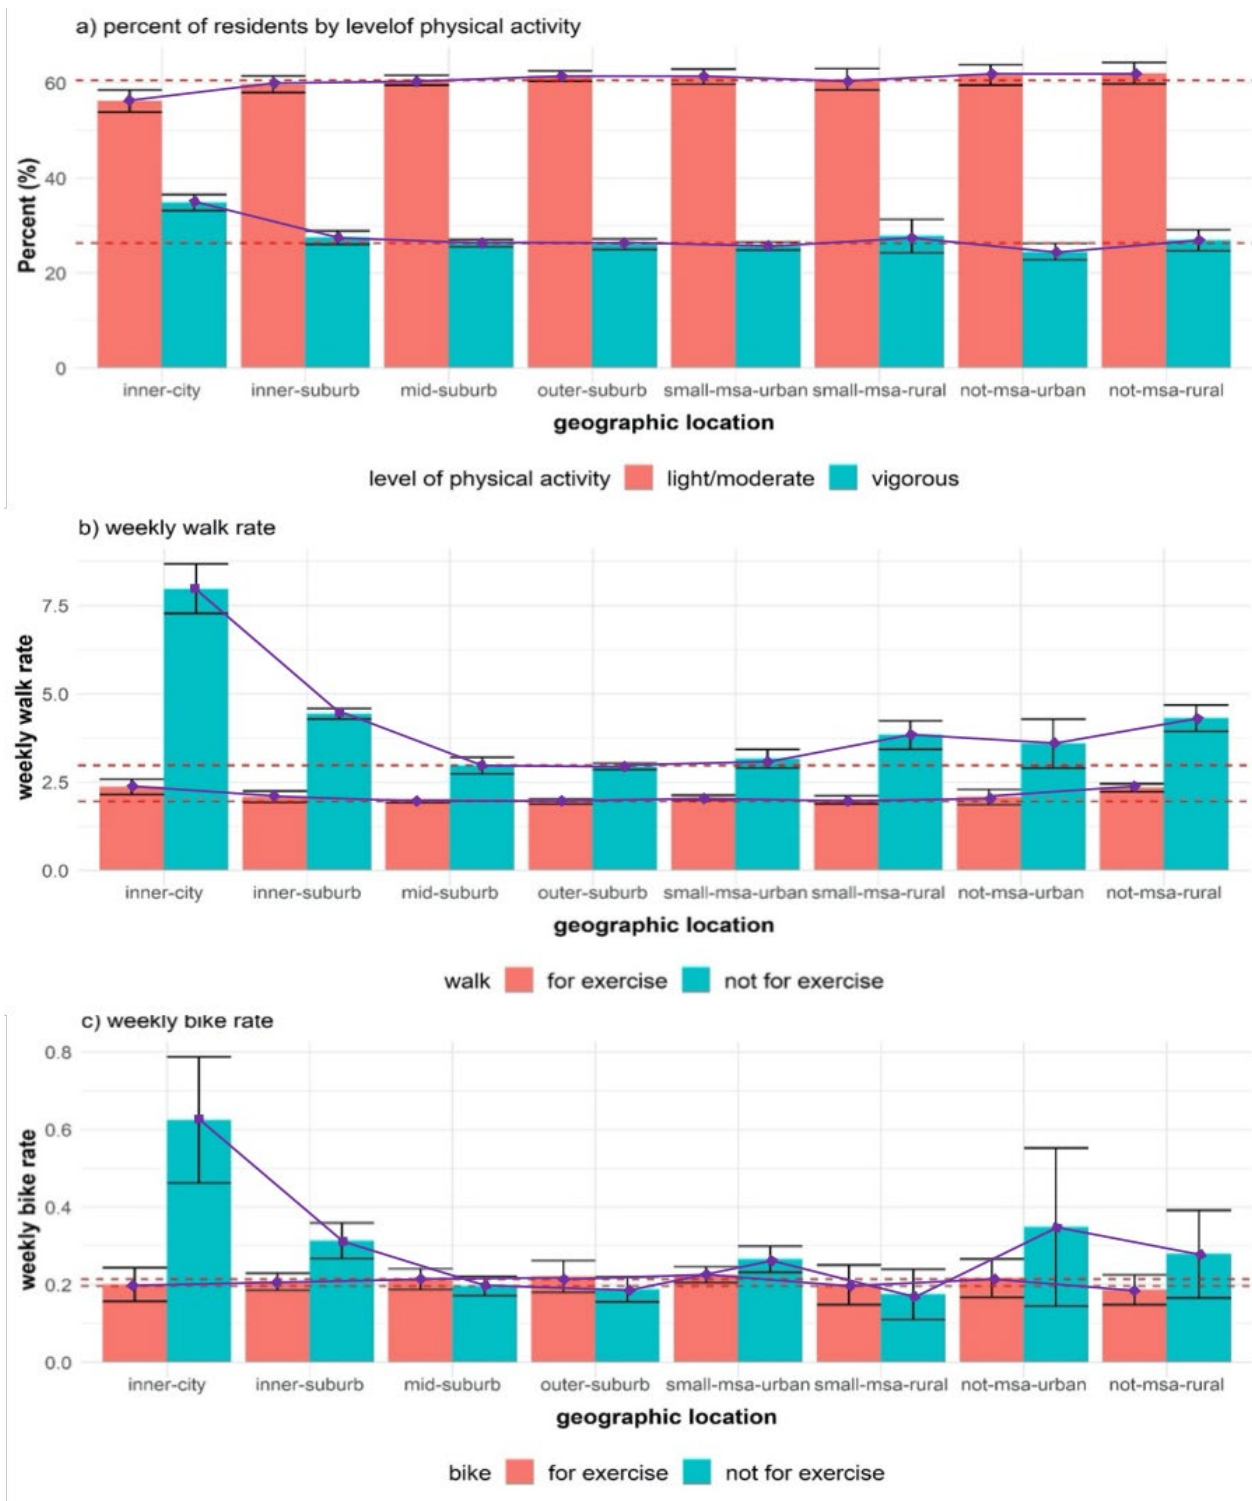 a) percent of residents by levelof physical activity
Percent (%)
60
40
20
0
inner-city inner-suburb mid-suburb outer-suburb small-msa-urban small-msa-rural not-msa-urban not-msa-rural
geographic location
level of physical activity light/moderate vigorous
b) weekly walk rate
weekly walk rate
7.5
5.0
2.5
0.0
inner-city inner-suburb mid-suburb outer-suburb small-msa-urban small-msa-rural not-msa-urban not-msa-rural
geographic location
walk for exercise not for exercise
c) weekly bike rate
weekly bike rate
0.8
0.6
0.4
0.2
0.0
inner-city inner-suburb mid-suburb outer-suburb small-msa-urban small-msa-rural not-msa-urban not-msa-rural
geographic location
bike for exercise not for exercise